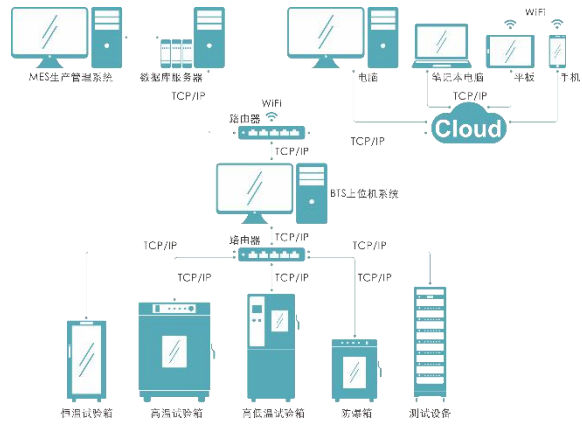 WiFi
MES生产管理系统
数据库服务器
电脑
笔记本电脑
平板
手机
TCP/IP
TCP/IP
WiFi
路由器
Cloud
TCP/IP
TCP/IP
BTS上位机系统
路由器
TCP/IP
TCP/IP
TCP/IP
TCP/IP
TCP/IP
TCP/IP
恒温试验箱
高温试验箱
高低温试验箱
防爆箱
测试设备